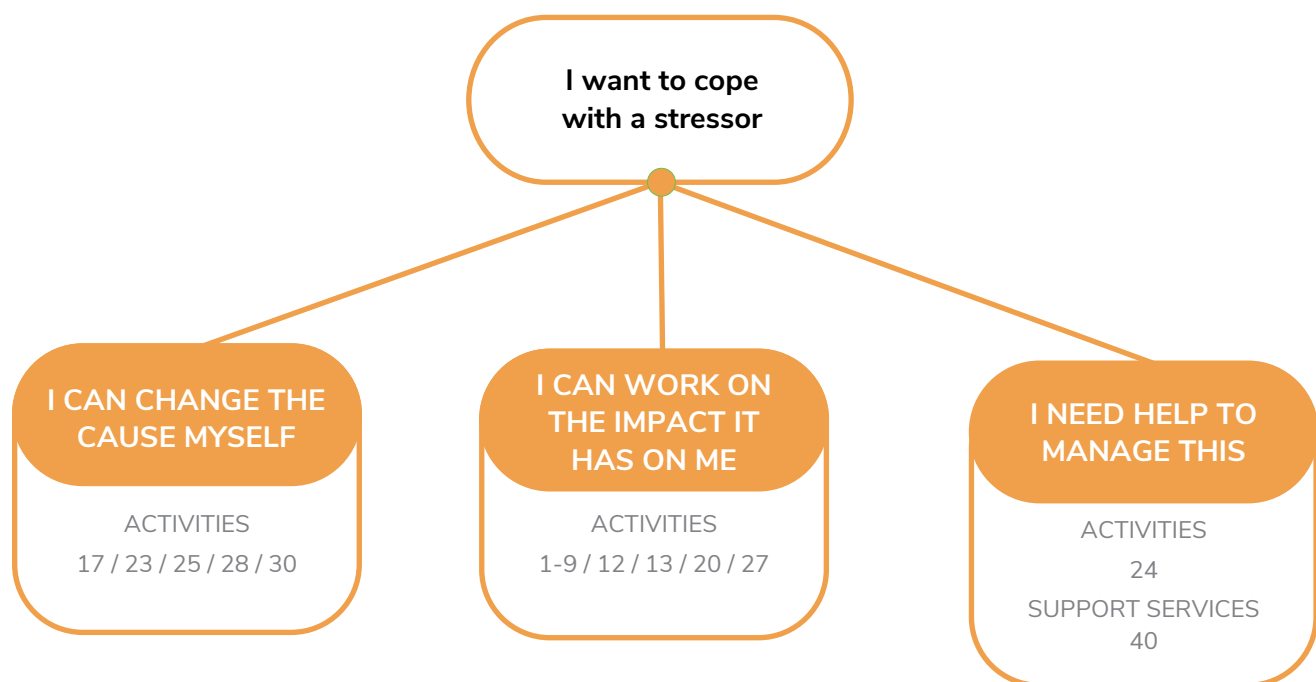 I want to cope
with a stressor
I CAN CHANGE THE
CAUSE MYSELF
ACTIVITIES
17 / 23 / 25 / 28 / 30
I CAN WORK ON
THE IMPACT IT
HAS ON ME
ACTIVITIES
1-9 / 12 / 13 / 20 / 27
I NEED HELP TO
MANAGE THIS
ACTIVITIES
24
SUPPORT SERVICES
40